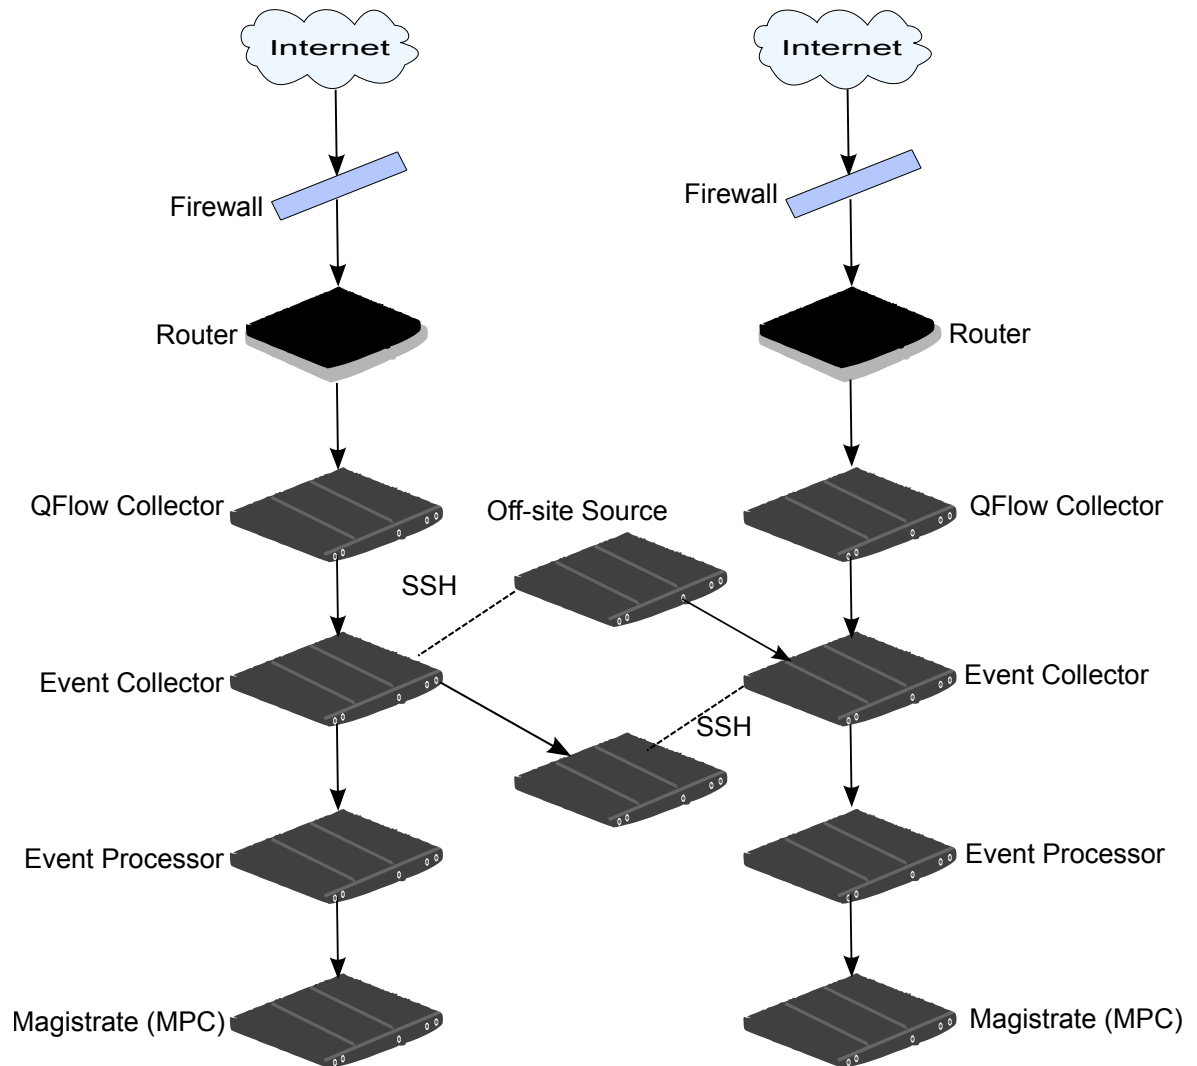 Internet
Internet
Firewall
Firewall
Router
Router
QFlow Collector
Off-site Source
QFlow Collector
SSH
Event Collector
Event Collector
SSH
Event Processor
Event Processor
Magistrate (MPC)
Magistrate (MPC)